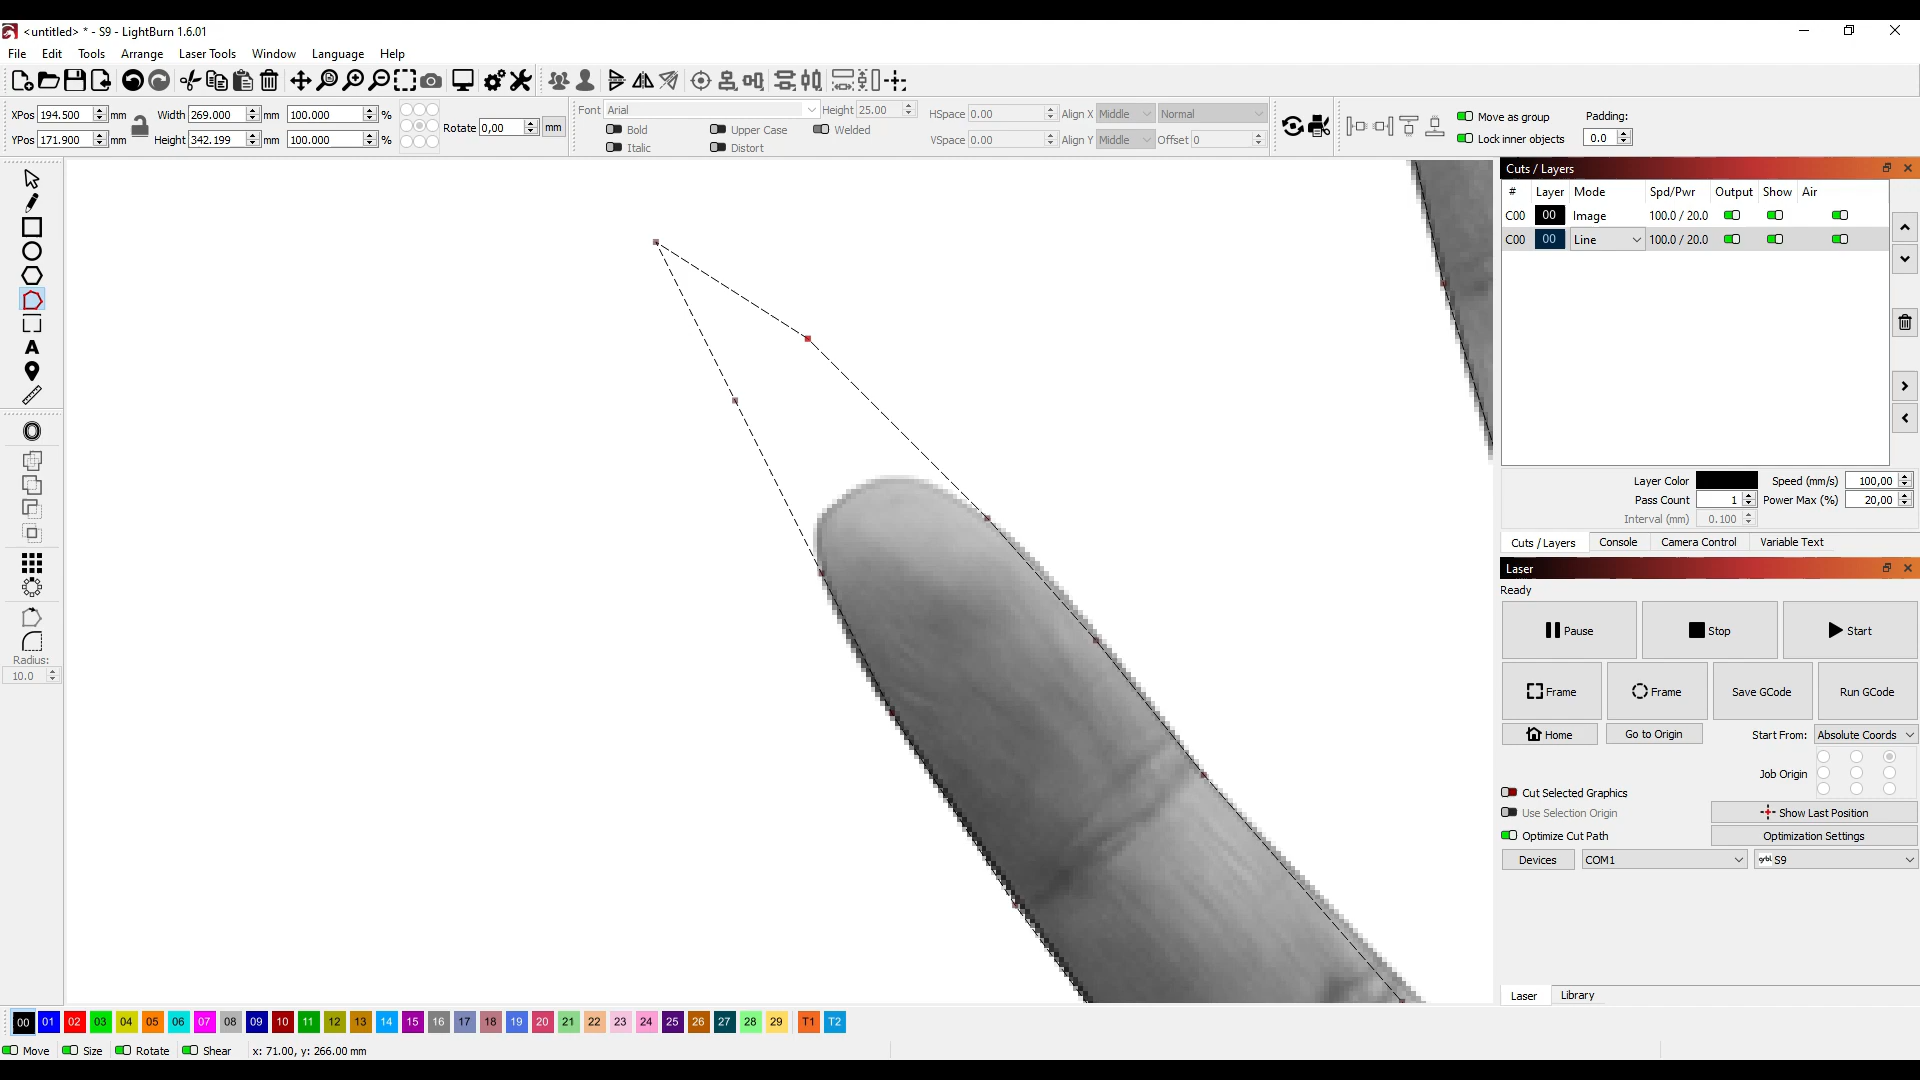 <untitled> * - S9 - LightBurn 1.6.01
File Edit Tools Arrange Laser Tools Window Language Help
XPos 194.500 mm Width 269.000 mm 100.000 %
YPos 171.900 mm Height 342.199 mm 100.000 %
Rotate 0,00 mm
Font Arial Height 25.00
Bold Upper Case Welded
Italic Distort
HSpace 0.00 Align X Middle Normal
VSpace 0.00 Align Y Middle Offset 0
Move as group Padding:
Lock inner objects 0.0
Radius:
10.0
Cuts / Layers
# Layer Mode Spd/Pwr Output Show Air
C00 00 Image 100.0 / 20.0
C00 00 Line 100.0 / 20.0
Layer Color Speed (mm/s) 100,00
Pass Count 1 Power Max (%) 20,00
Interval (mm) 0.100
Cuts / Layers Console Camera Control Variable Text
Laser
Ready
Pause Stop Start
Frame Frame Save GCode Run GCode
Home Go to Origin Start From: Absolute Coords
Job Origin
Cut Selected Graphics
Use Selection Origin Show Last Position
Optimize Cut Path Optimization Settings
Devices COM1 grbl S9
Laser Library
00 01 02 03 04 05 06 07 08 09 10 11 12 13 14 15 16 17 18 19 20 21 22 23 24 25 26 27 28 29 T1 T2
Move Size Rotate Shear x: 71.00, y: 266.00 mm